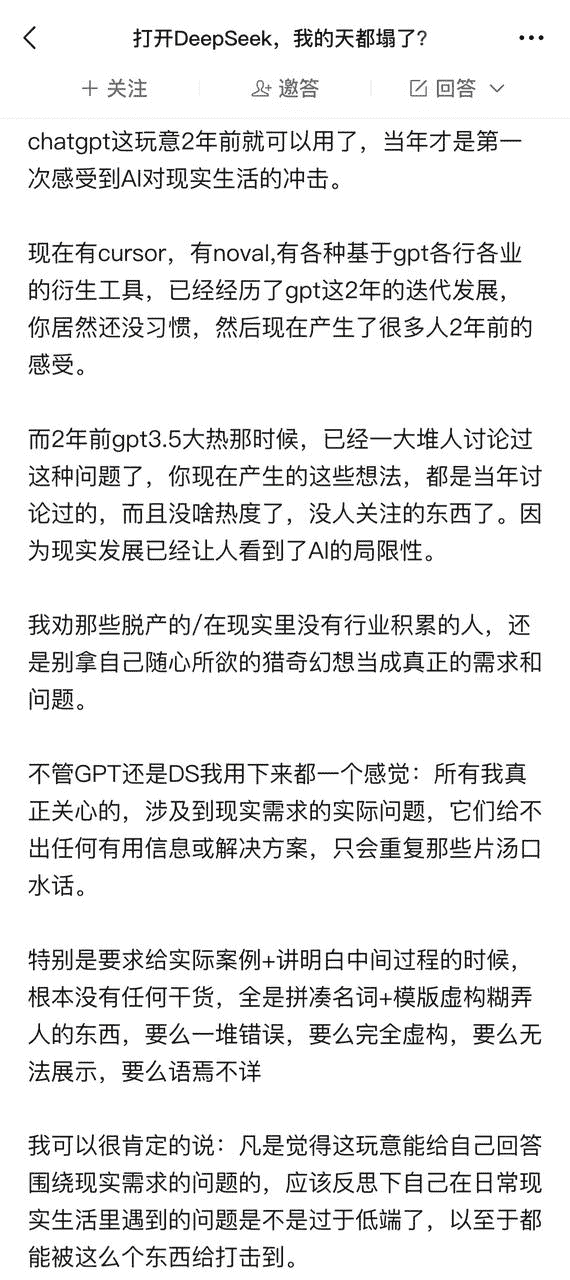 打开DeepSeek，我的天都塌了？
关注
邀答
回答
chatgpt这玩意2年前就可以用了，当年才是第一
次感受到AI对现实生活的冲击。
现在有cursor，有noval,有各种基于gpt各行各业
的衍生工具，已经经历了gpt这2年的迭代发展，
你居然还没习惯，然后现在产生了很多人2年前的
感受。
而2年前gpt3.5大热那时候，已经一大堆人讨论过
这种问题了，你现在产生的这些想法，都是当年讨
论过的，而且没啥热度了，没人关注的东西了。因
为现实发展已经让人看到了AI的局限性。
我劝那些脱产的/在现实里没有行业积累的人，还
是别拿自己随心所欲的猎奇幻想当成真正的需求和
问题。
不管GPT还是DS我用下来都一个感觉：所有我真
正关心的，涉及到现实需求的实际问题，它们给不
出任何有用信息或解决方案，只会重复那些片汤口
水话。
特别是要求给实际案例+讲明白中间过程的时候，
根本没有任何干货，全是拼凑名词+模版虚构糊弄
人的东西，要么一堆错误，要么完全虚构，要么无
法展示，要么语焉不详
我可以很肯定的说：凡是觉得这玩意能给自己回答
围绕现实需求的问题的，应该反思下自己在日常现
实生活里遇到的问题是不是过于低端了，以至于都
能被这么个东西给打击到。